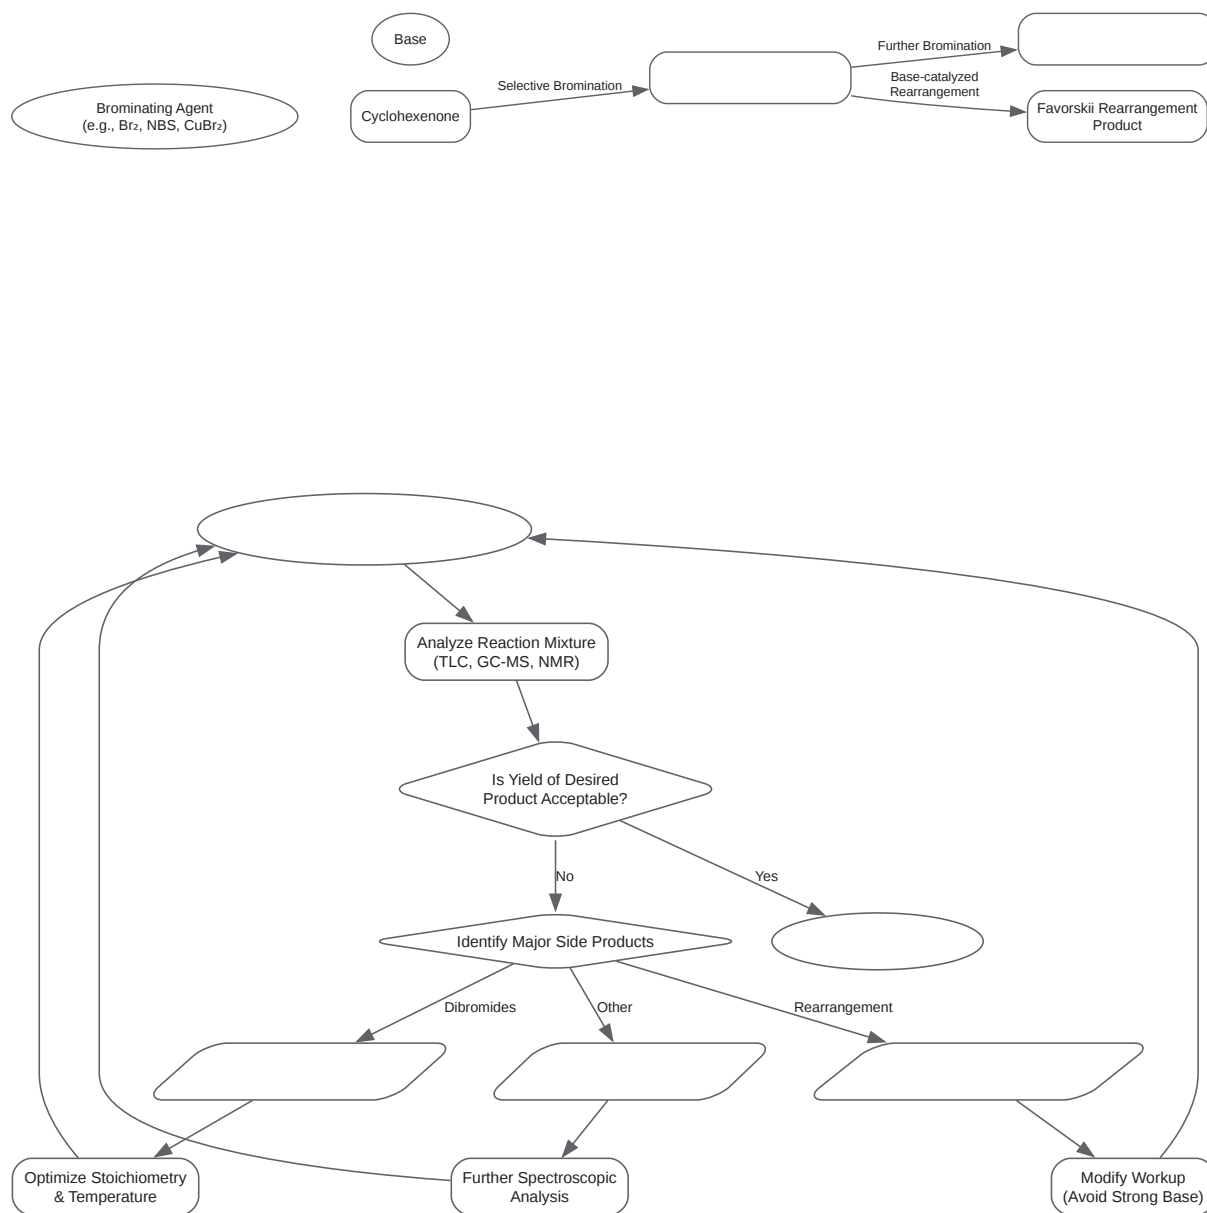 Base
Further Bromination
Selective Bromination
Base-catalyzed
Rearrangement
Brominating Agent
(e.g., Br₂, NBS, CuBr₂)
Cyclohexenone
Favorskii Rearrangement
Product
Analyze Reaction Mixture
(TLC, GC-MS, NMR)
Is Yield of Desired
Product Acceptable?
No
Yes
Identify Major Side Products
Dibromides
Other
Rearrangement
Optimize Stoichiometry
& Temperature
Further Spectroscopic
Analysis
Modify Workup
(Avoid Strong Base)